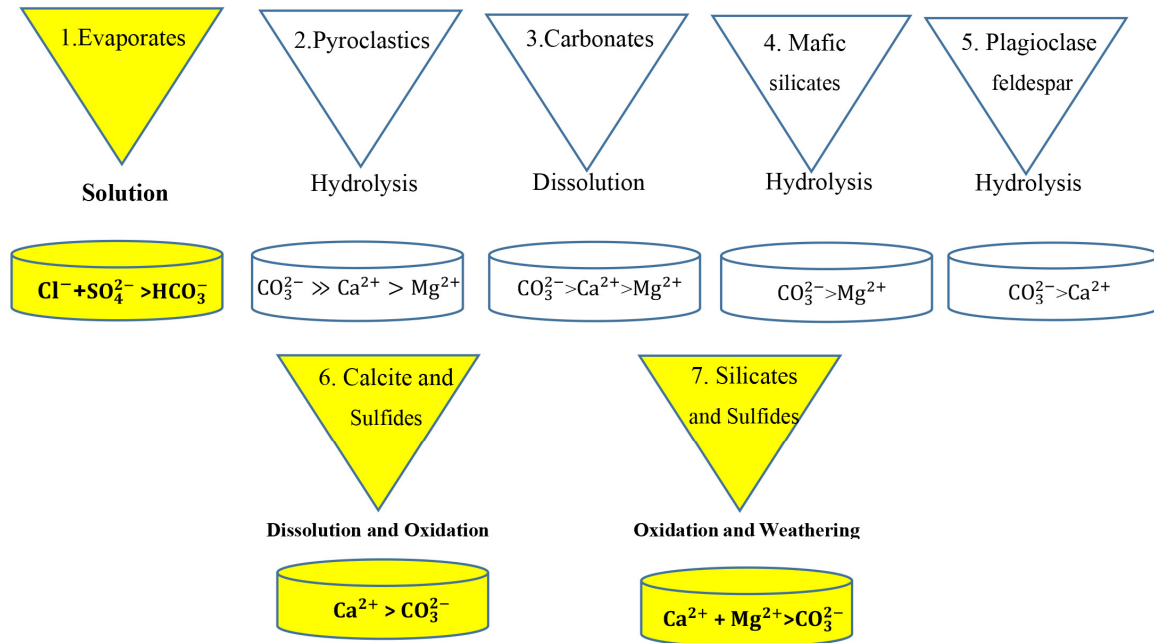 1.Evaporates
2.Pyroclastics
3.Carbonates
4. Mafic
silicates
5. Plagioclase
feldespar
Solution
Hydrolysis
Dissolution
Hydrolysis
Hydrolysis
Cl⁻+SO₄²⁻ >HCO₃⁻
CO₃²⁻ ≫ Ca²⁺ > Mg²⁺
CO₃²⁻>Ca²⁺>Mg²⁺
CO₃²⁻>Mg²⁺
CO₃²⁻>Ca²⁺
6. Calcite and
Sulfides
7. Silicates
and Sulfides
Dissolution and Oxidation
Oxidation and Weathering
Ca²⁺ > CO₃²⁻
Ca²⁺ + Mg²⁺>CO₃²⁻